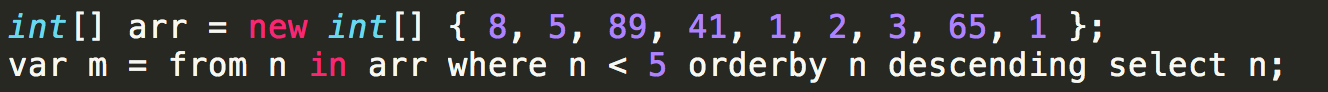 int[] arr = new int[] { 8, 5, 89, 41, 1, 2, 3, 65, 1 };
var m = from n in arr where n < 5 orderby n descending select n;